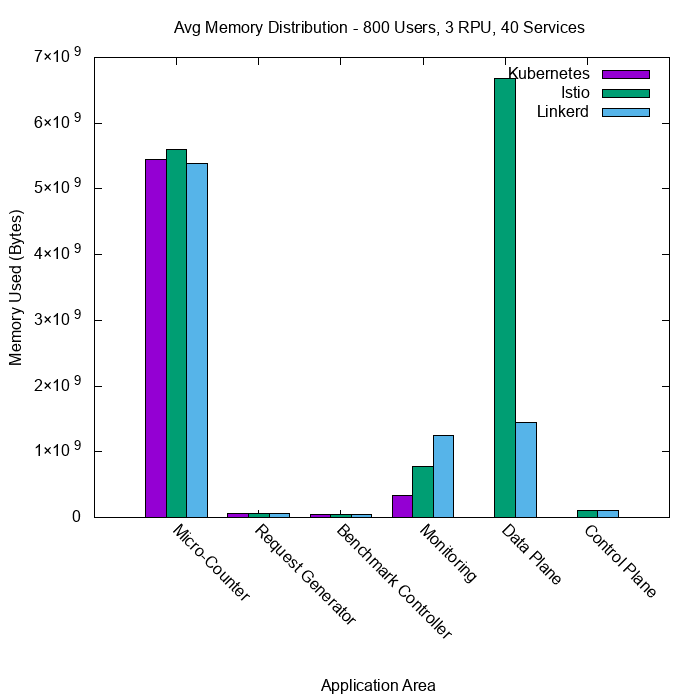 Avg Memory Distribution - 800 Users, 3 RPU, 40 Services
Kubernetes
Istio
Linkerd
Memory Used (Bytes)
7×10⁹
6×10⁹
5×10⁹
4×10⁹
3×10⁹
2×10⁹
1×10⁹
0
Micro-Counter
Request Generator
Benchmark Controller
Monitoring
Data Plane
Control Plane
Application Area